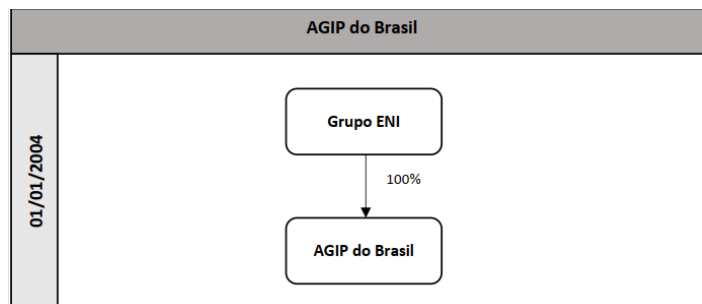 AGIP do Brasil
01/01/2004
Grupo ENI
100%
AGIP do Brasil